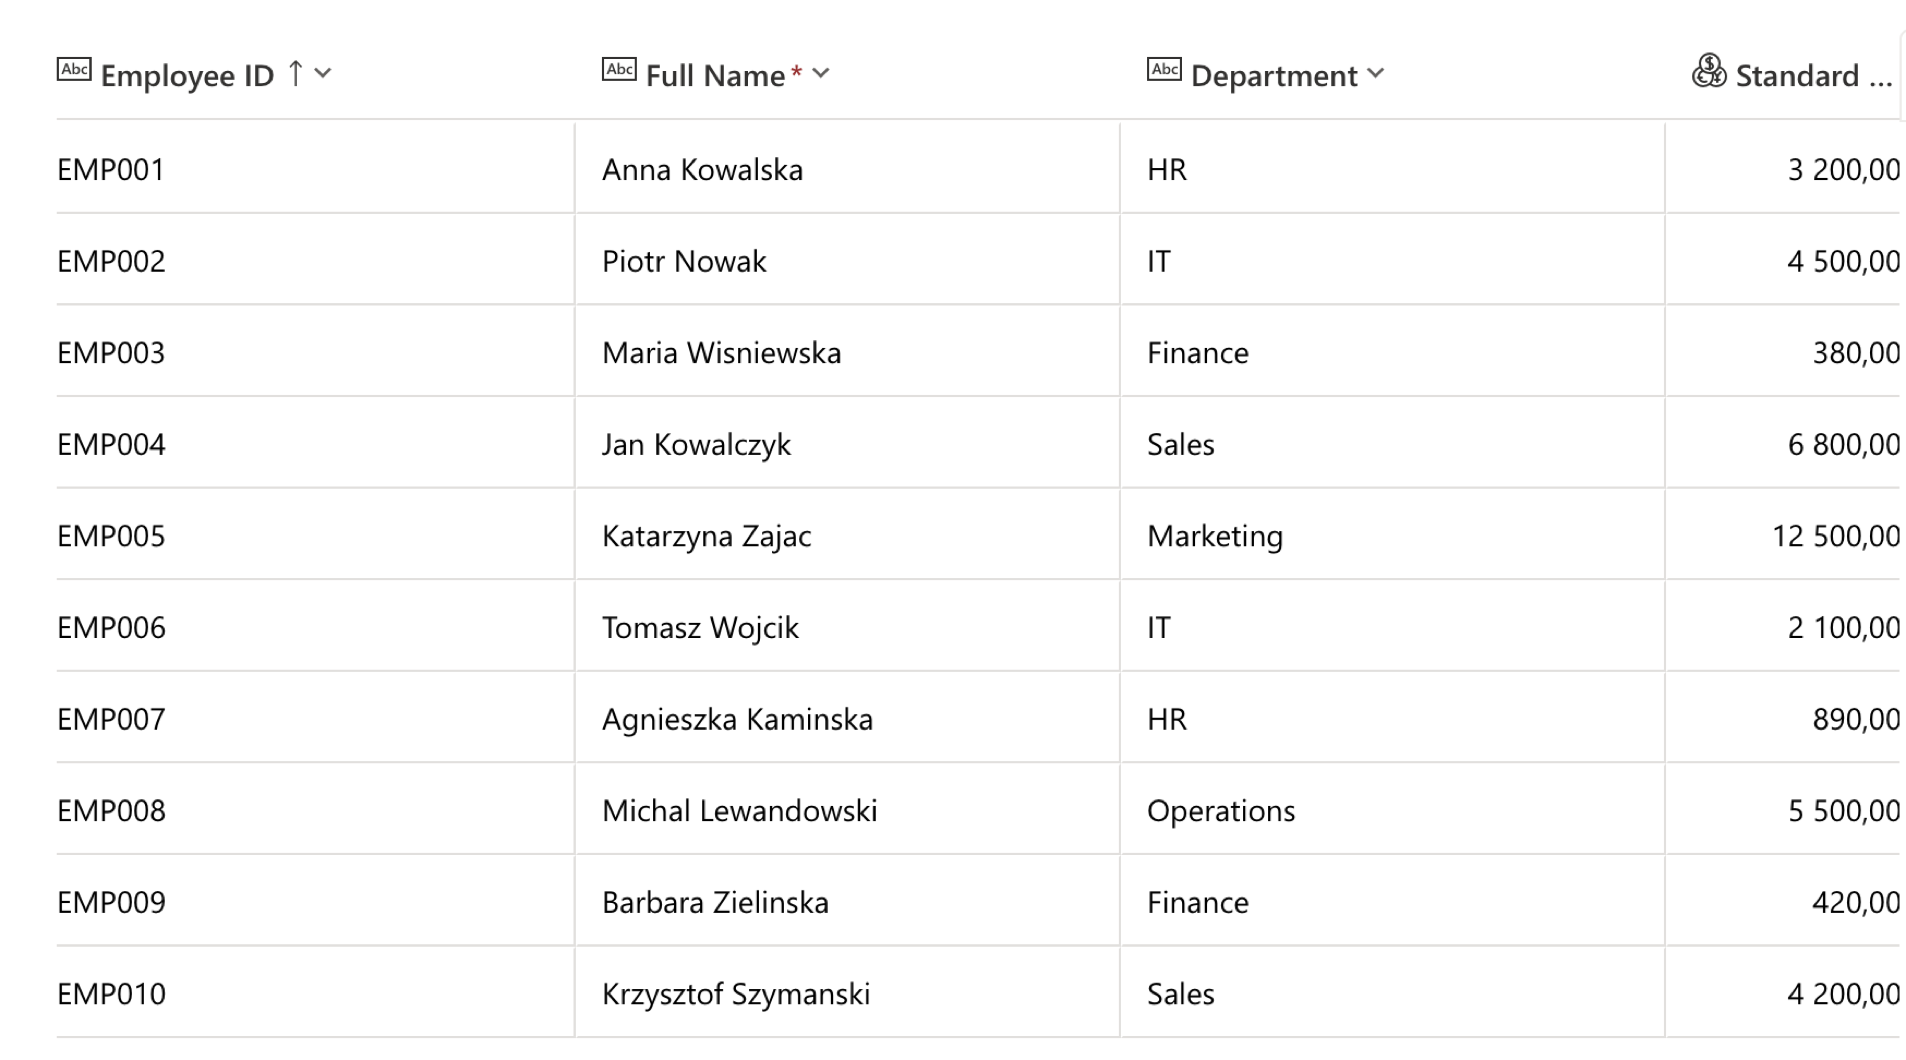 Abc Employee ID ↑ Abc Full Name* Abc Department Standard ...
EMP001 Anna Kowalska HR 3 200,00
EMP002 Piotr Nowak IT 4 500,00
EMP003 Maria Wisniewska Finance 380,00
EMP004 Jan Kowalczyk Sales 6 800,00
EMP005 Katarzyna Zajac Marketing 12 500,00
EMP006 Tomasz Wojcik IT 2 100,00
EMP007 Agnieszka Kaminska HR 890,00
EMP008 Michal Lewandowski Operations 5 500,00
EMP009 Barbara Zielinska Finance 420,00
EMP010 Krzysztof Szymanski Sales 4 200,00